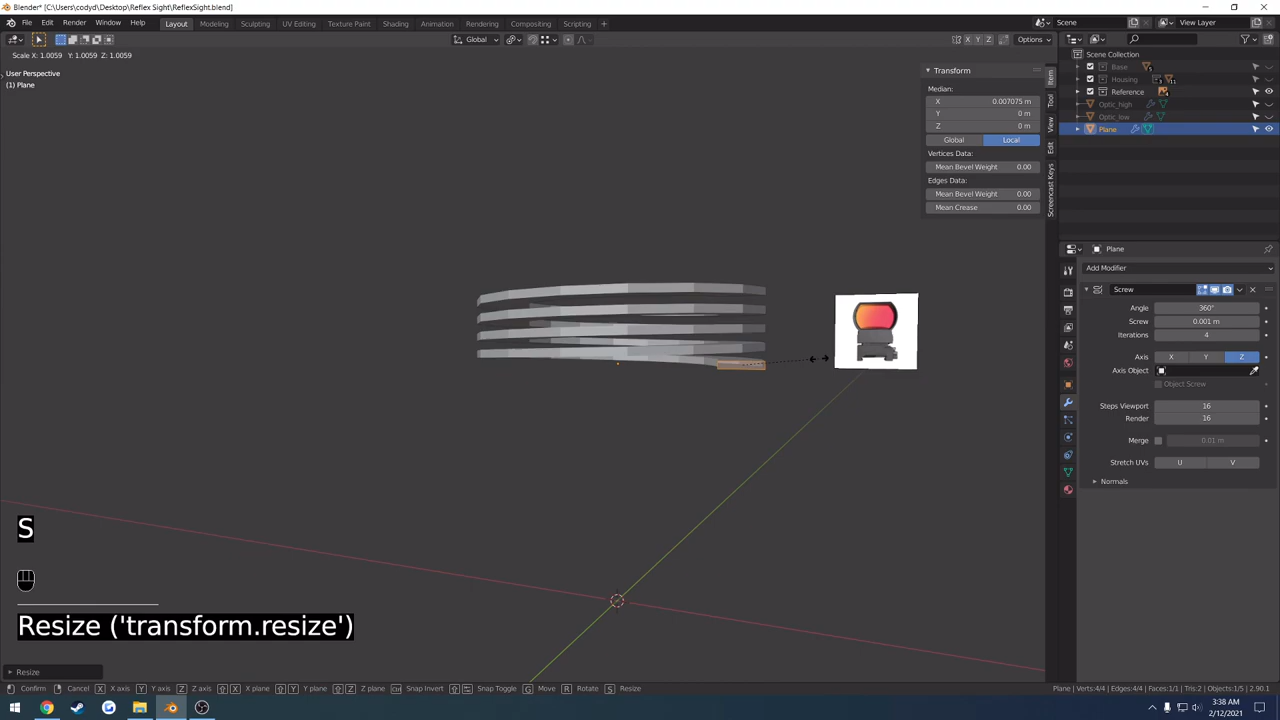 Blender* [C:\Users\codyd\Desktop\Reflex Sight\ReflexSight.blend]
File Edit Render Window Help Layout Modeling Sculpting UV Editing Texture Paint Shading Animation Rendering Compositing Scripting + Scene View Layer
Global Options X Y Z
Scale X: 1.0059 Y: 1.0059 Z: 1.0059
User Perspective
(1) Plane
Transform
Median:
X 0.007075 m
Y 0 m
Z 0 m
Global Local
Vertices Data:
Mean Bevel Weight 0.00
Edges Data:
Mean Bevel Weight 0.00
Mean Crease 0.00
Item
Tool
View
Edit
Screencast Keys
Scene Collection
Base 5
Housing 3 11
Reference 4
Optic_high
Optic_low
Plane
Plane
Add Modifier
Screw
Angle 360°
Screw 0.001 m
Iterations 4
Axis X Y Z
Axis Object
Object Screw
Steps Viewport 16
Render 16
Merge 0.01 m
Stretch UVs U V
Normals
S
Resize ('transform.resize')
Resize
Confirm Cancel X X axis Y Y axis Z Z axis X X plane Y Y plane Z Z plane Snap Invert Snap Toggle G Move R Rotate S Resize
Plane | Verts:4/4 | Edges:4/4 | Faces:1/1 | Tris:2 | Objects:1/5 | 2.90.1
3:38 AM
2/12/2021